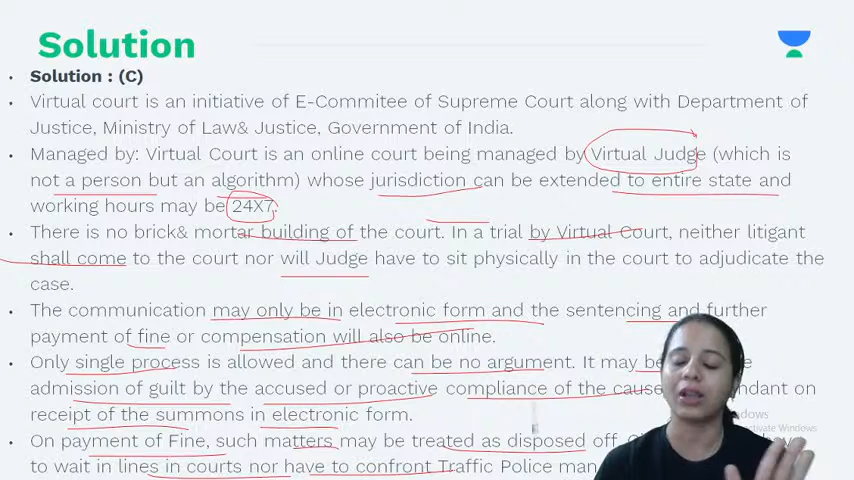 Solution
• Solution : (C)
• Virtual court is an initiative of E-Commitee of Supreme Court along with Department of
Justice, Ministry of Law& Justice, Government of India.
• Managed by: Virtual Court is an online court being managed by Virtual Judge (which is
not a person but an algorithm) whose jurisdiction can be extended to entire state and
working hours may be 24X7.
• There is no brick& mortar building of the court. In a trial by Virtual Court, neither litigant
shall come to the court nor will Judge have to sit physically in the court to adjudicate the
case.
• The communication may only be in electronic form and the sentencing and further
payment of fine or compensation will also be online.
• Only single process is allowed and there can be no argument. It may be
admission of guilt by the accused or proactive compliance of the cause on
receipt of the summons in electronic form.
• On payment of Fine, such matters may be treated as disposed off.
to wait in lines in courts nor have to confront Traffic Police man
Windows